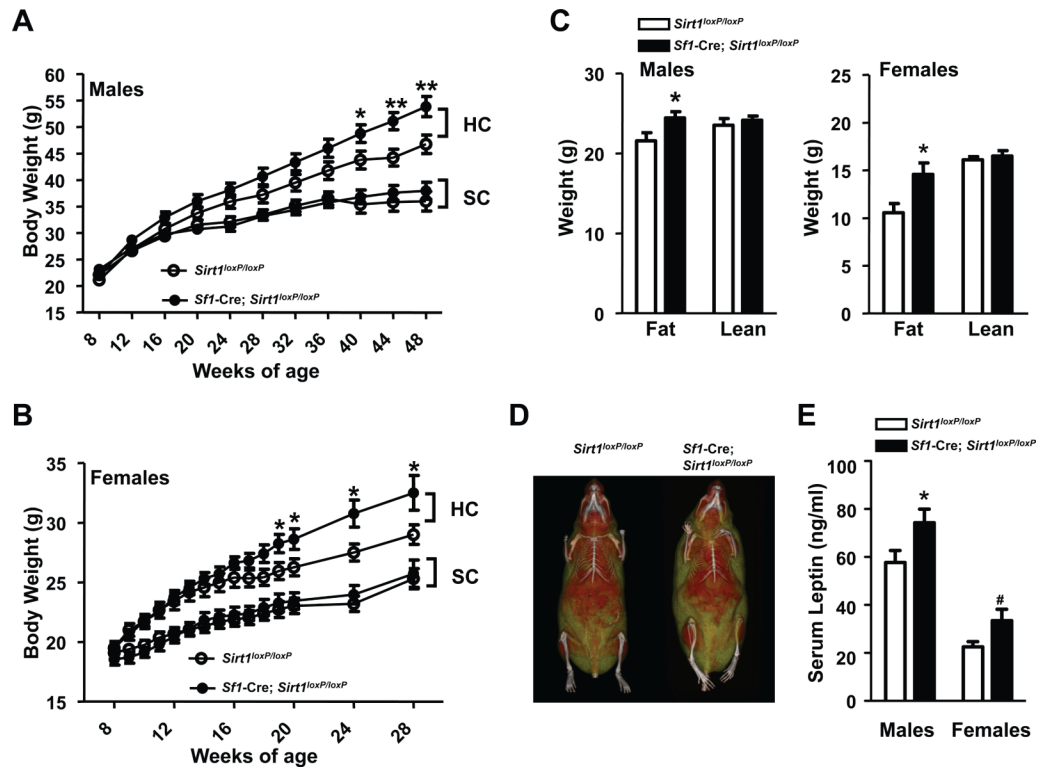 A
Males
Body Weight (g)
60
55
50
45
40
35
30
25
20
15
* ** **
HC
SC
Sirt1loxP/loxP
Sf1-Cre; Sirt1loxP/loxP
8 12 16 20 24 28 32 36 40 44 48
Weeks of age
B
Females
Body Weight (g)
35
30
25
20
15
* * * *
HC
SC
Sirt1loxP/loxP
Sf1-Cre; Sirt1loxP/loxP
8 12 16 20 24 28
Weeks of age
C
Sirt1loxP/loxP
Sf1-Cre; Sirt1loxP/loxP
Males
Weight (g)
30
20
10
0
*
Fat Lean
Females
Weight (g)
25
20
15
10
5
0
*
Fat Lean
D
Sirt1loxP/loxP
Sf1-Cre;
Sirt1loxP/loxP
E
Sirt1loxP/loxP
Sf1-Cre; Sirt1loxP/loxP
Serum Leptin (ng/ml)
100
80
60
40
20
0
*
#
Males Females